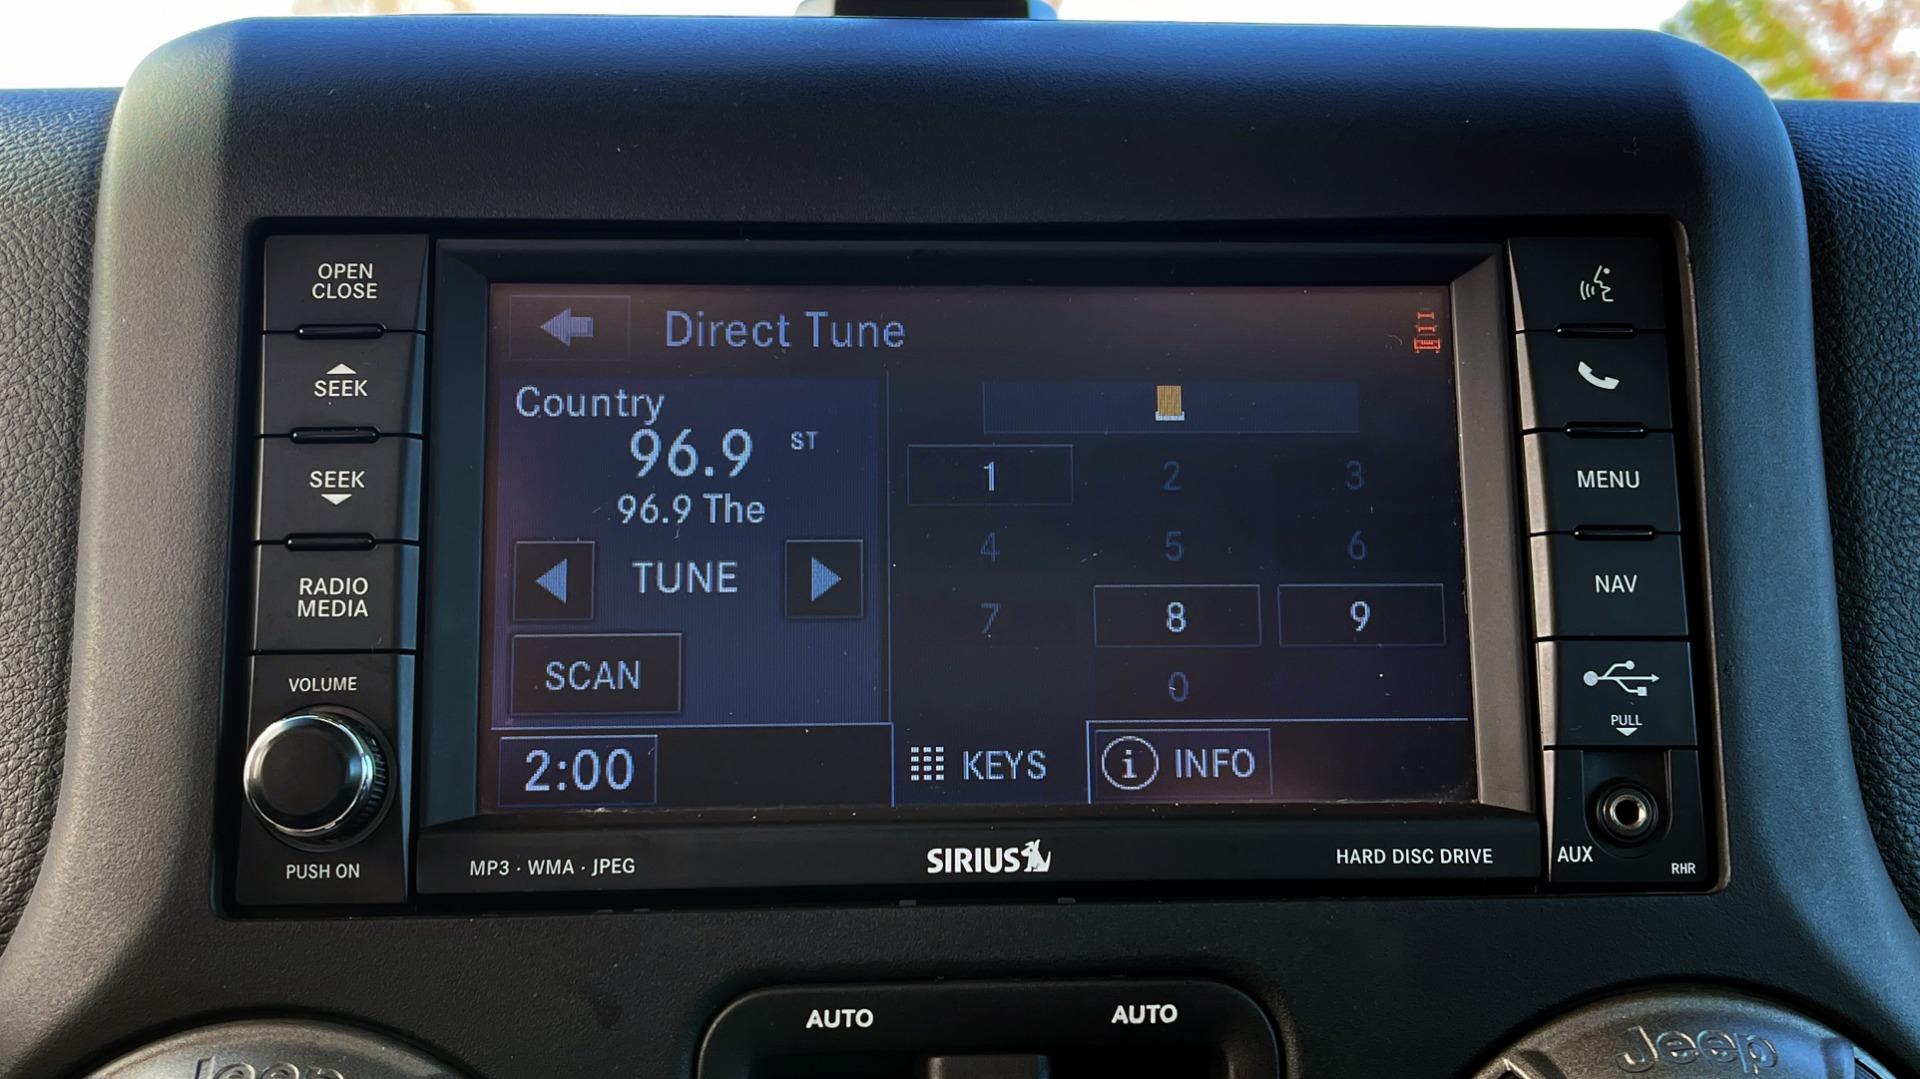 OPEN
CLOSE
SEEK
SEEK
RADIO
MEDIA
VOLUME
PUSH ON
Direct Tune
Country
96.9 ST
96.9 The
TUNE
SCAN
2:00
1 2 3
4 5 6
7 8 9
0
KEYS
i INFO
MENU
NAV
PULL
AUX
RHR
MP3 · WMA · JPEG
SIRIUS
HARD DISC DRIVE
AUTO
AUTO
Jeep
Jeep